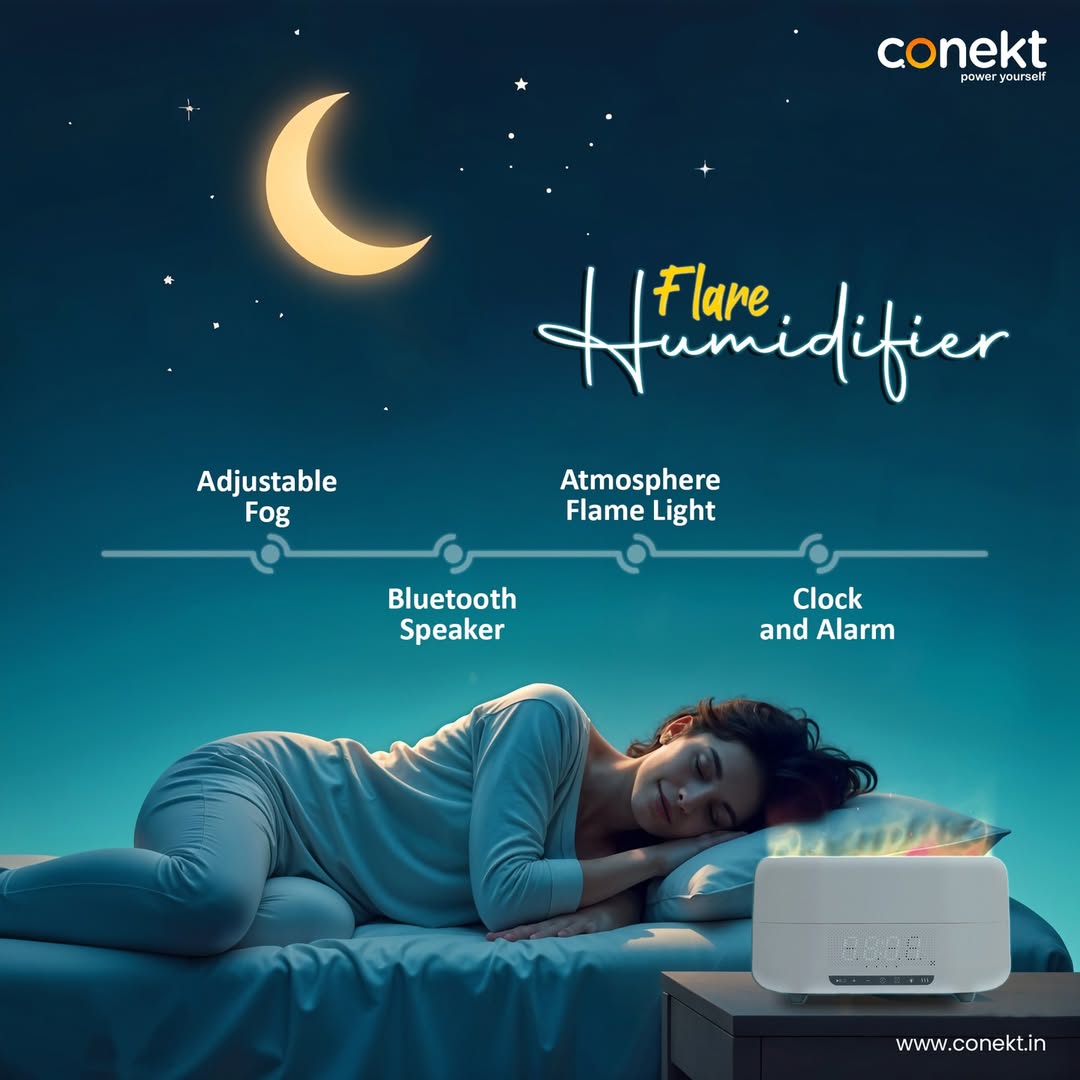 conekt
power yourself
Flare
Humidifier
Adjustable
Fog
Atmosphere
Flame Light
Bluetooth
Speaker
Clock
and Alarm
www.conekt.in